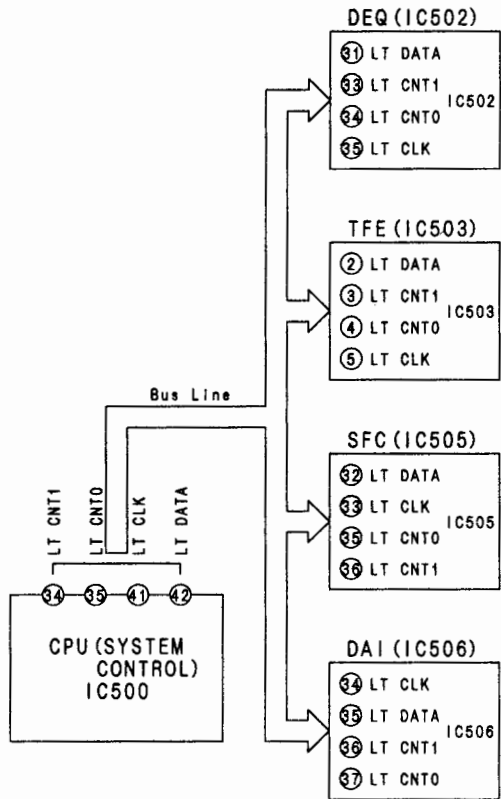 DEQ (IC502)
31 LT DATA
33 LT CNT1
IC502
34 LT CNT0
35 LT CLK
TFE (IC503)
2 LT DATA
3 LT CNT1
IC503
4 LT CNT0
5 LT CLK
Bus Line
SFC (IC505)
32 LT DATA
33 LT CLK
IC505
35 LT CNT0
36 LT CNT1
LT CNT1
LT CNT0
LT CLK
LT DATA
34 35 41 42
CPU (SYSTEM
CONTROL)
IC500
DAI (IC506)
34 LT CLK
35 LT DATA
IC506
36 LT CNT1
37 LT CNT0